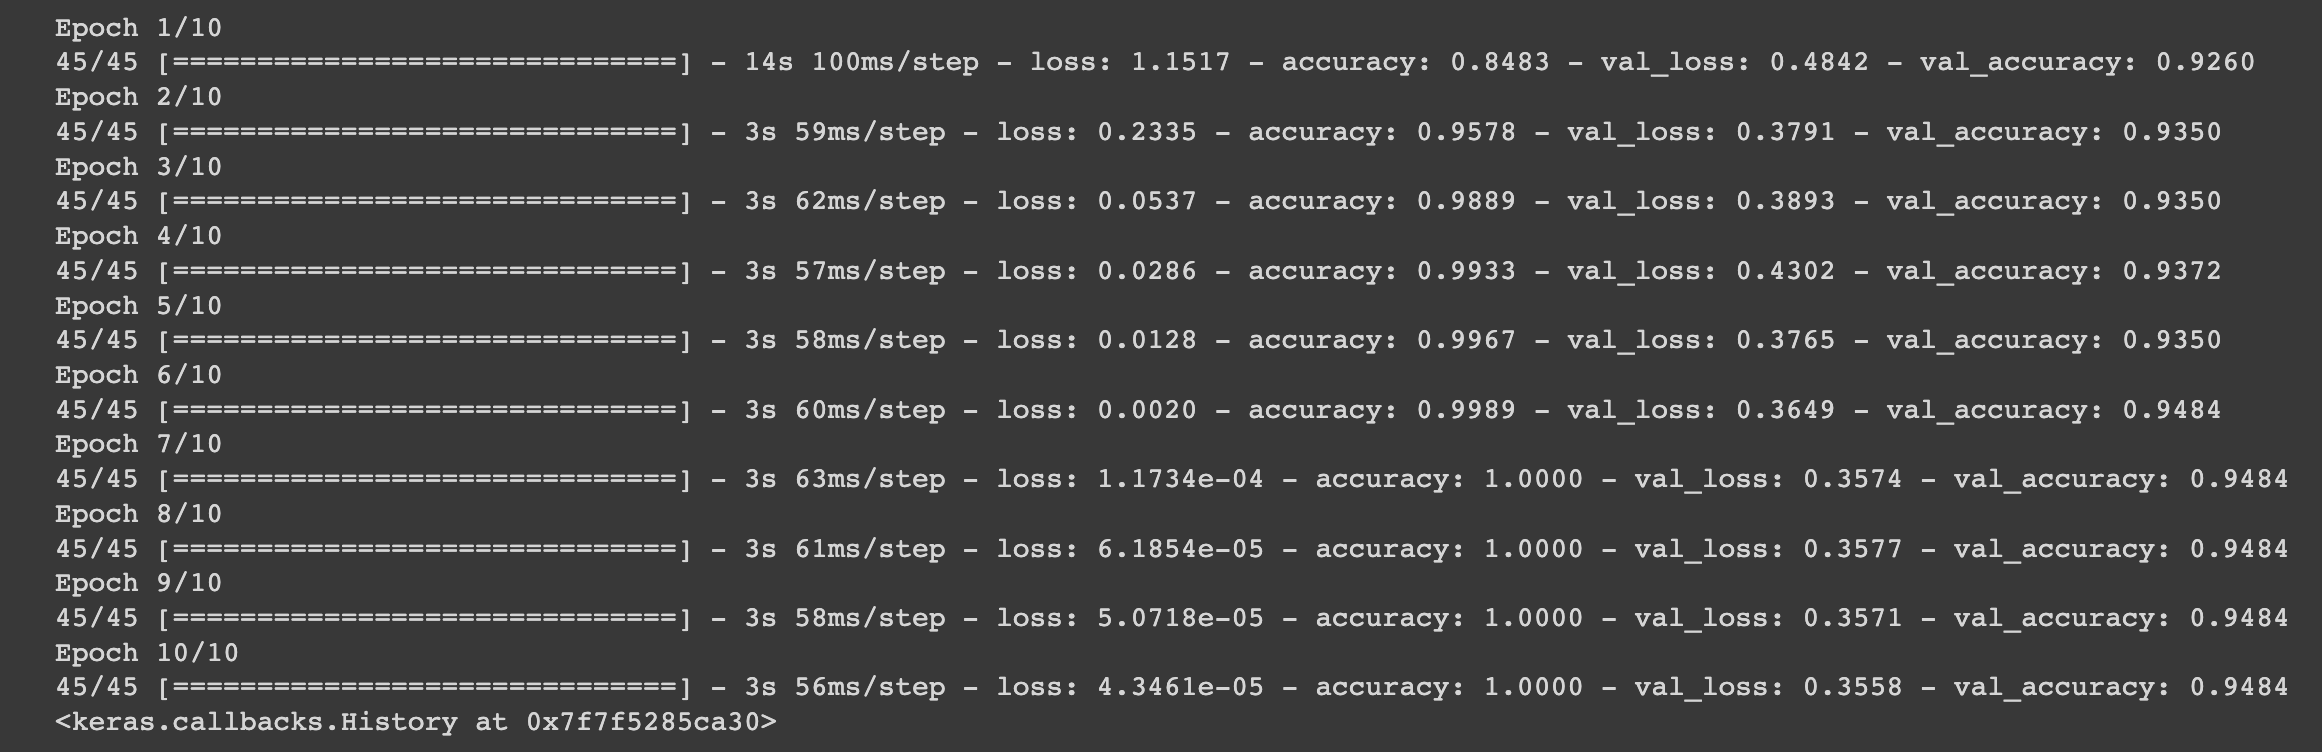 Epoch 1/10
45/45 [==============================] - 14s 100ms/step - loss: 1.1517 - accuracy: 0.8483 - val_loss: 0.4842 - val_accuracy: 0.9260
Epoch 2/10
45/45 [==============================] - 3s 59ms/step - loss: 0.2335 - accuracy: 0.9578 - val_loss: 0.3791 - val_accuracy: 0.9350
Epoch 3/10
45/45 [==============================] - 3s 62ms/step - loss: 0.0537 - accuracy: 0.9889 - val_loss: 0.3893 - val_accuracy: 0.9350
Epoch 4/10
45/45 [==============================] - 3s 57ms/step - loss: 0.0286 - accuracy: 0.9933 - val_loss: 0.4302 - val_accuracy: 0.9372
Epoch 5/10
45/45 [==============================] - 3s 58ms/step - loss: 0.0128 - accuracy: 0.9967 - val_loss: 0.3765 - val_accuracy: 0.9350
Epoch 6/10
45/45 [==============================] - 3s 60ms/step - loss: 0.0020 - accuracy: 0.9989 - val_loss: 0.3649 - val_accuracy: 0.9484
Epoch 7/10
45/45 [==============================] - 3s 63ms/step - loss: 1.1734e-04 - accuracy: 1.0000 - val_loss: 0.3574 - val_accuracy: 0.9484
Epoch 8/10
45/45 [==============================] - 3s 61ms/step - loss: 6.1854e-05 - accuracy: 1.0000 - val_loss: 0.3577 - val_accuracy: 0.9484
Epoch 9/10
45/45 [==============================] - 3s 58ms/step - loss: 5.0718e-05 - accuracy: 1.0000 - val_loss: 0.3571 - val_accuracy: 0.9484
Epoch 10/10
45/45 [==============================] - 3s 56ms/step - loss: 4.3461e-05 - accuracy: 1.0000 - val_loss: 0.3558 - val_accuracy: 0.9484
<keras.callbacks.History at 0x7f7f5285ca30>